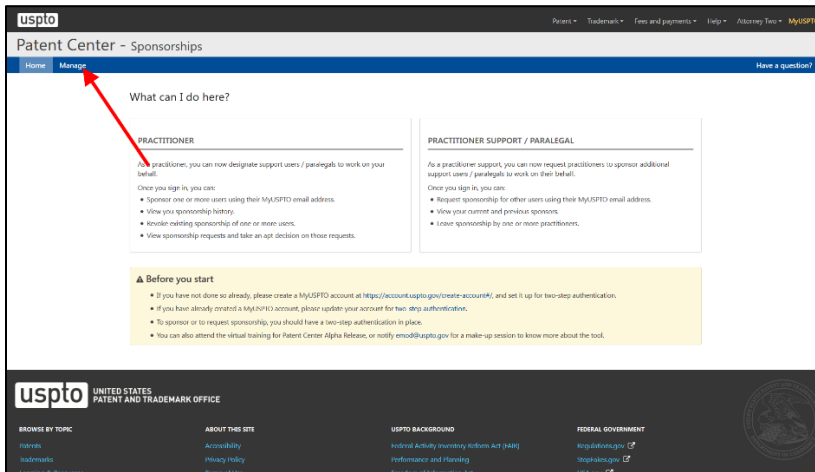 uspto
Patent Trademark Fees and payments Help Attorney Two MyUSPTO
Patent Center - Sponsorships
Home Manage Have a question?
What can I do here?
PRACTITIONER
As a practitioner, you can now designate support users / paralegals to work on your
behalf.
Once you sign in, you can:
• Sponsor one or more users using their MyUSPTO email address.
• View you sponsorship history.
• Revoke existing sponsorship of one or more users.
• View sponsorship requests and take an apt decision on those requests.
PRACTITIONER SUPPORT / PARALEGAL
As a practitioner support, you can now request practitioners to sponsor additional
support users / paralegals to work on their behalf.
Once you sign in, you can:
• Request sponsorship for other users using their MyUSPTO email address.
• View your current and previous sponsors.
• Leave sponsorship by one or more practitioners.
Before you start
• If you have not done so already, please create a MyUSPTO account at https://account.uspto.gov/create-account#/, and set it up for two-step authentication.
• If you have already created a MyUSPTO account, please update your account for two-step authentication.
• To sponsor or to request sponsorship, you should have a two-step authentication in place.
• You can also attend the virtual training for Patent Center Alpha Release, or notify emod@uspto.gov for a make-up session to know more about the tool.
uspto
UNITED STATES
PATENT AND TRADEMARK OFFICE
BROWSE BY TOPIC ABOUT THIS SITE USPTO BACKGROUND FEDERAL GOVERNMENT
Patents Accessibility Federal Activity Inventory Reform Act (FAIR) Regulations.gov
Trademarks Privacy Policy Performance and Planning StopFakes.gov